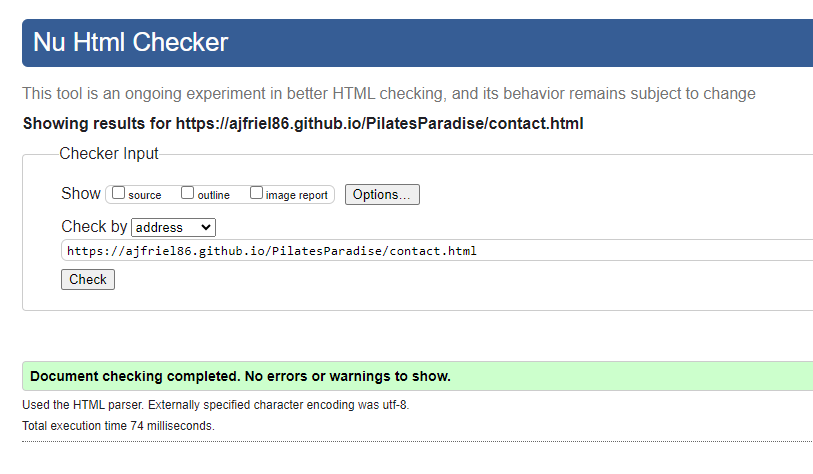 Nu Html Checker
This tool is an ongoing experiment in better HTML checking, and its behavior remains subject to change
Showing results for https://ajfriel86.github.io/PilatesParadise/contact.html
Checker Input
Show source outline image report Options...
Check by address
https://ajfriel86.github.io/PilatesParadise/contact.html
Check
Document checking completed. No errors or warnings to show.
Used the HTML parser. Externally specified character encoding was utf-8.
Total execution time 74 milliseconds.